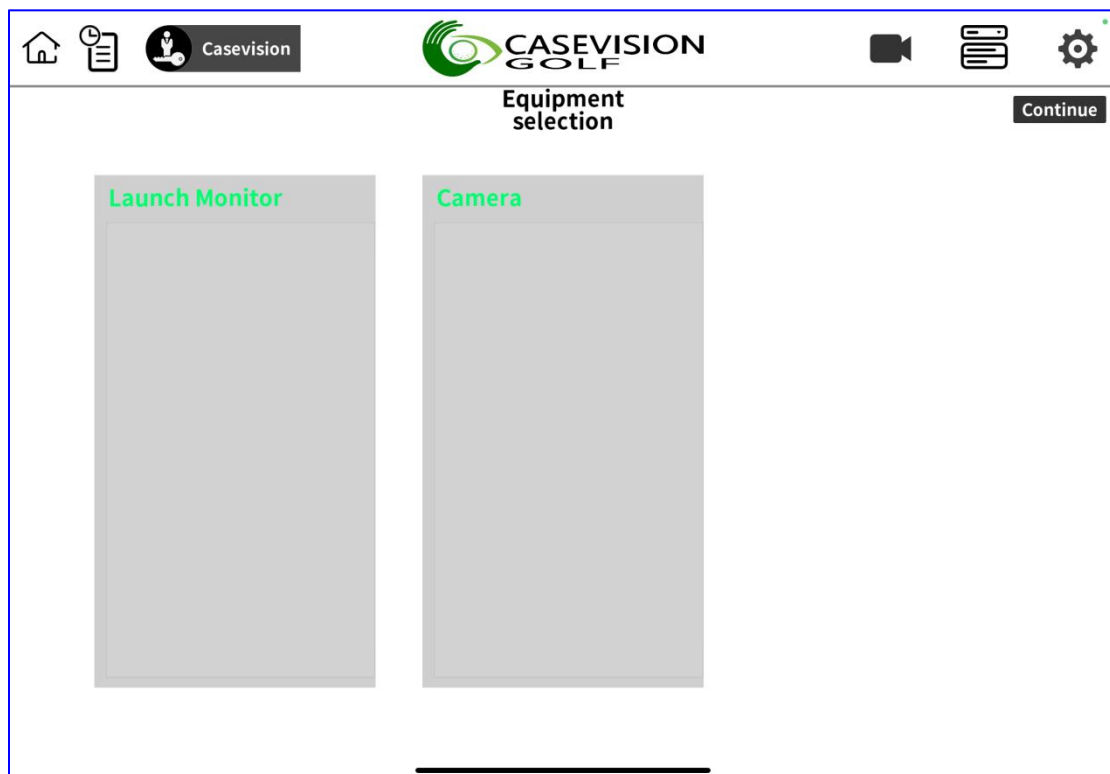 Casevision
CASEVISION
GOLF
Equipment
selection
Continue
Launch Monitor
Camera